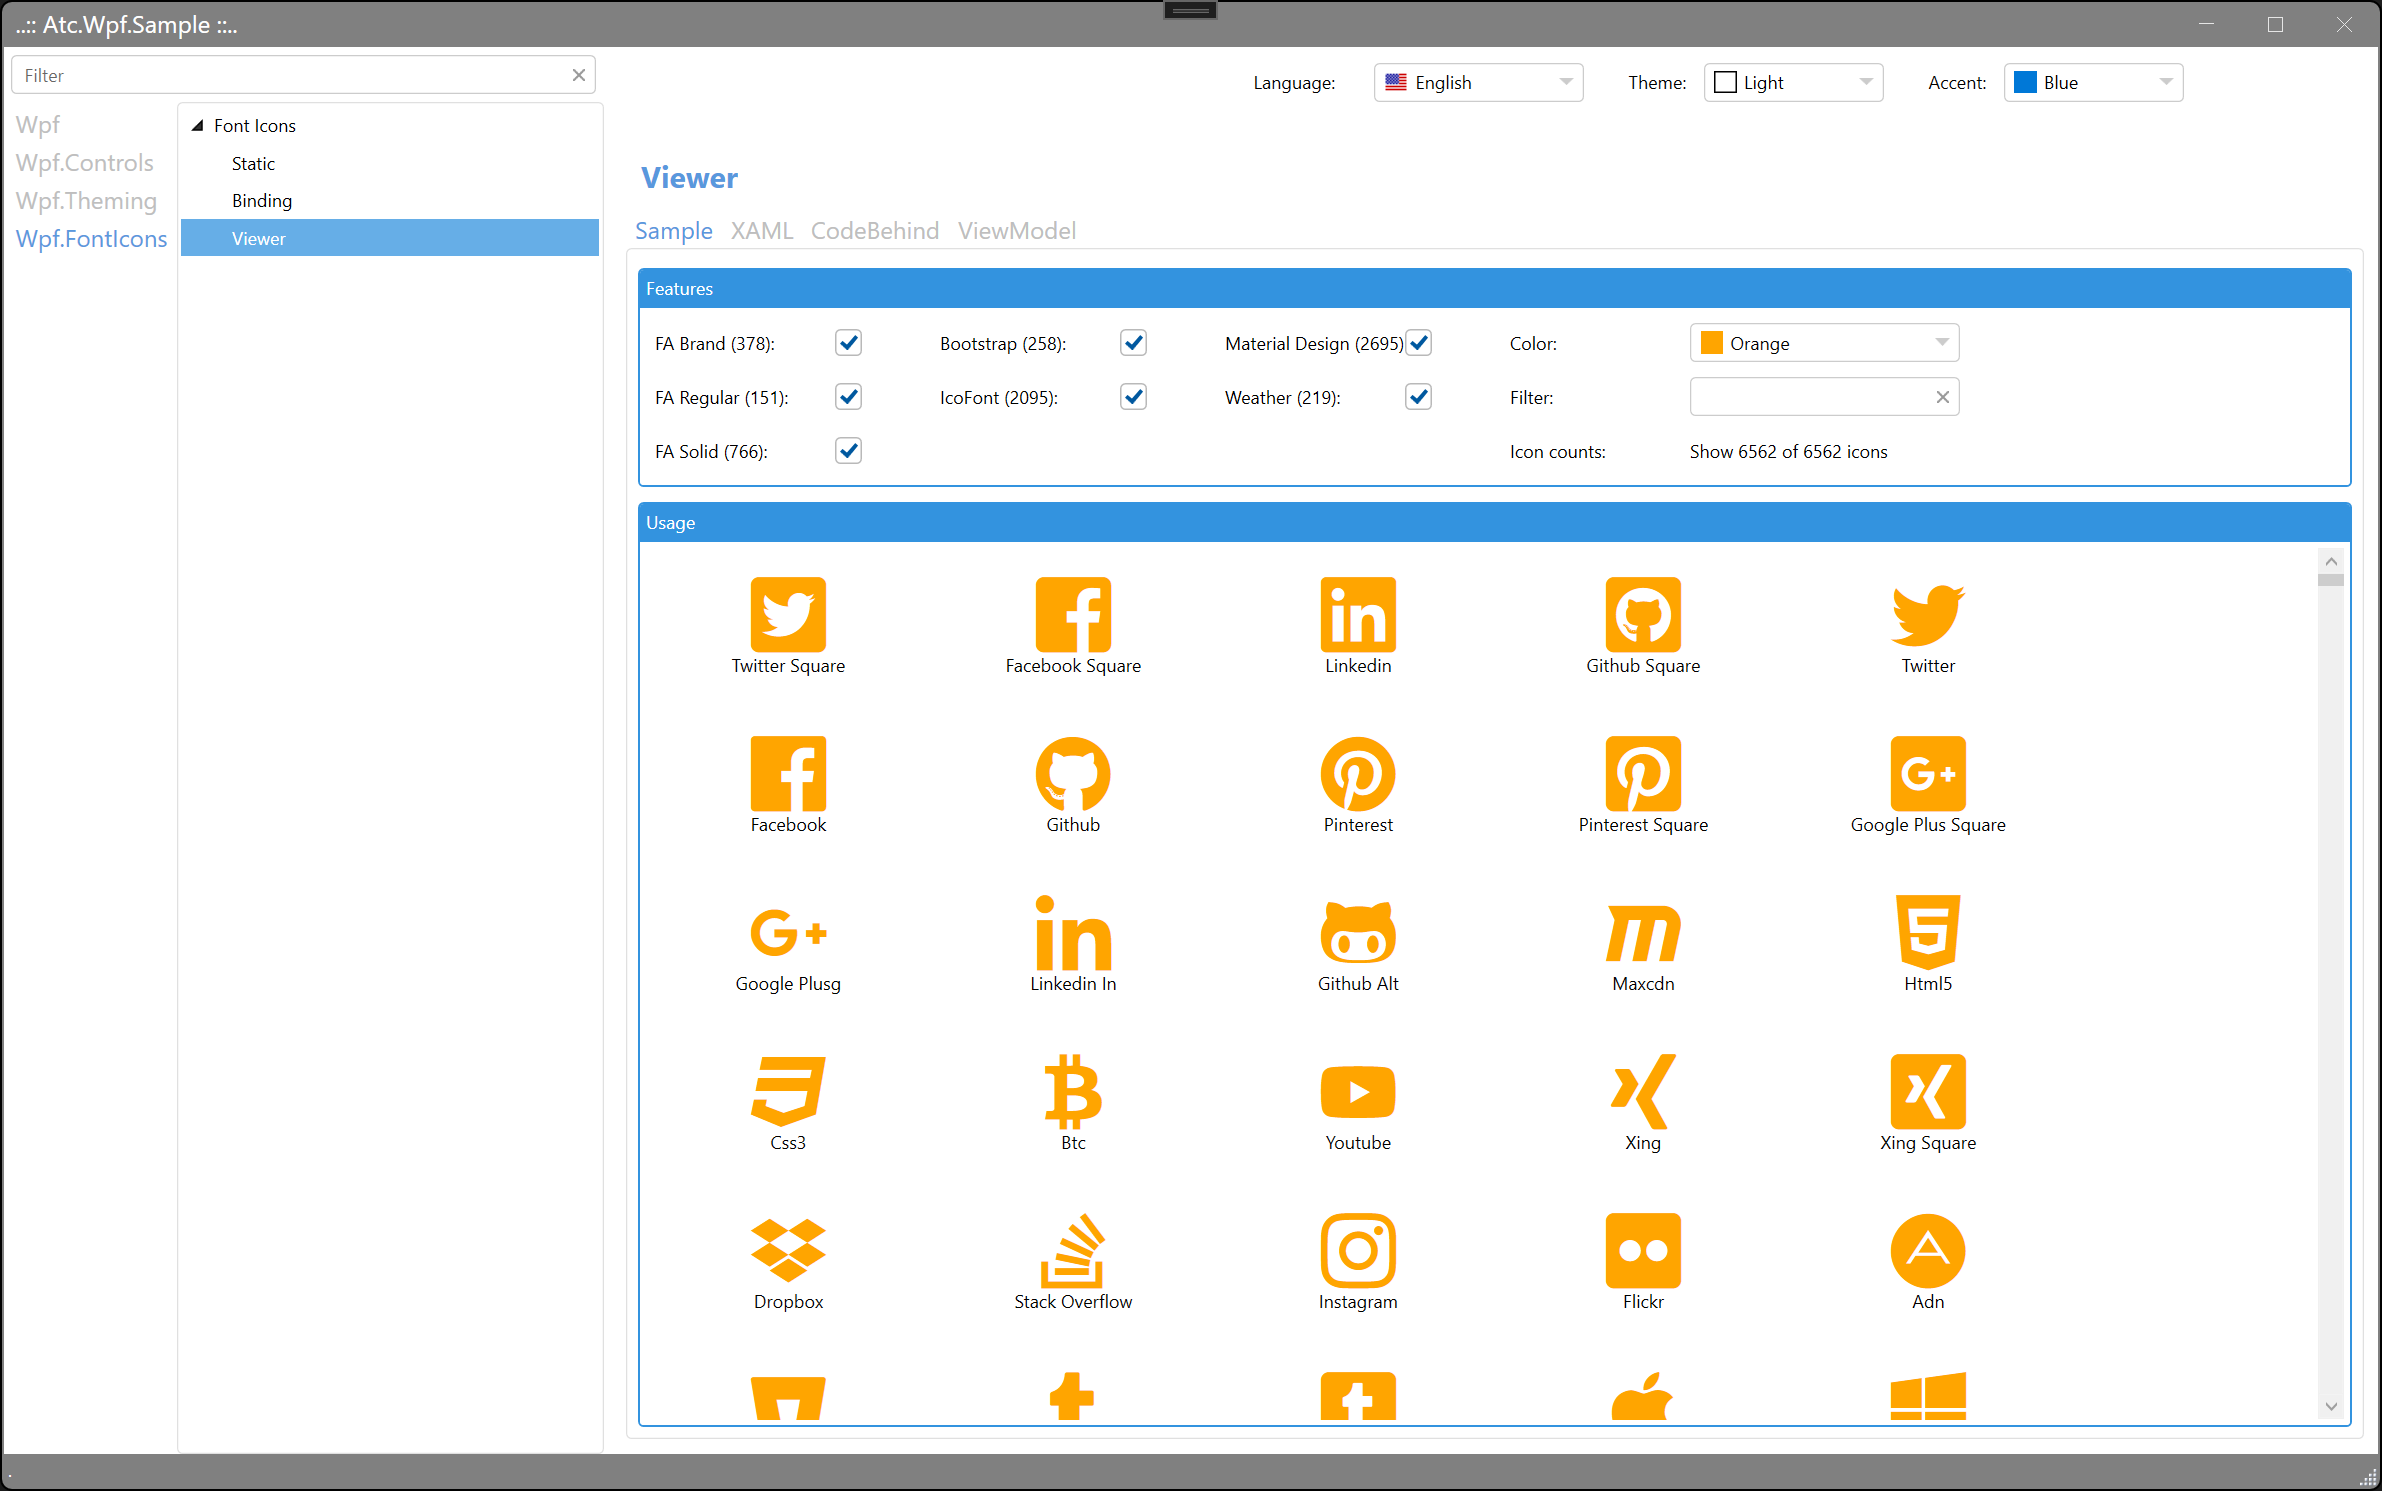 ..:: Atc.Wpf.Sample ::..
Filter
Language: English Theme: Light Accent: Blue
Wpf
Wpf.Controls
Wpf.Theming
Wpf.FontIcons
Font Icons
Static
Binding
Viewer
Viewer
Sample XAML CodeBehind ViewModel
Features
FA Brand (378): Bootstrap (258): Material Design (2695) Color: Orange
FA Regular (151): IcoFont (2095): Weather (219): Filter:
FA Solid (766): Icon counts: Show 6562 of 6562 icons
Usage
Twitter Square Facebook Square Linkedin Github Square Twitter
Facebook Github Pinterest Pinterest Square Google Plus Square
Google Plusg Linkedin In Github Alt Maxcdn Html5
Css3 Btc Youtube Xing Xing Square
Dropbox Stack Overflow Instagram Flickr Adn